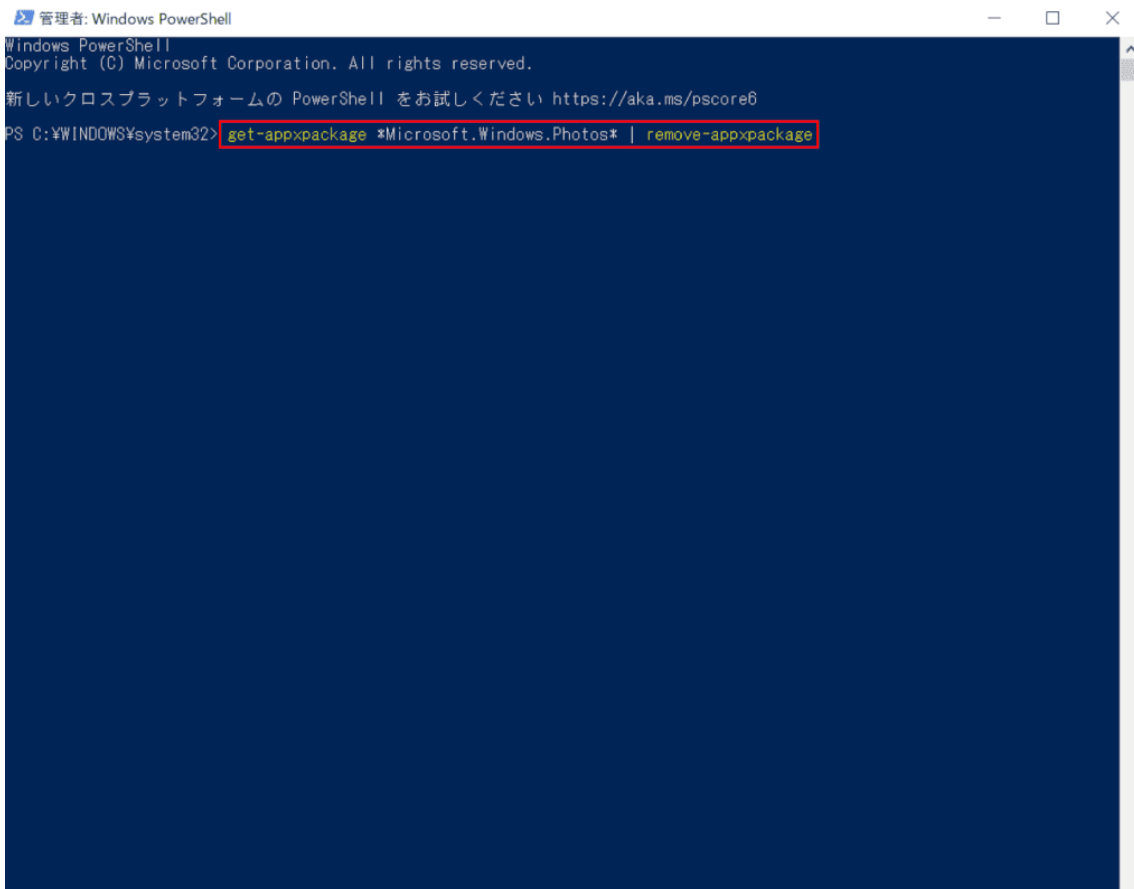 管理者: Windows PowerShell
Windows PowerShell
Copyright (C) Microsoft Corporation. All rights reserved.
新しいクロスプラットフォームの PowerShell をお試しください https://aka.ms/pscore6
PS C:¥WINDOWS¥system32> get-appxpackage *Microsoft.Windows.Photos* | remove-appxpackage